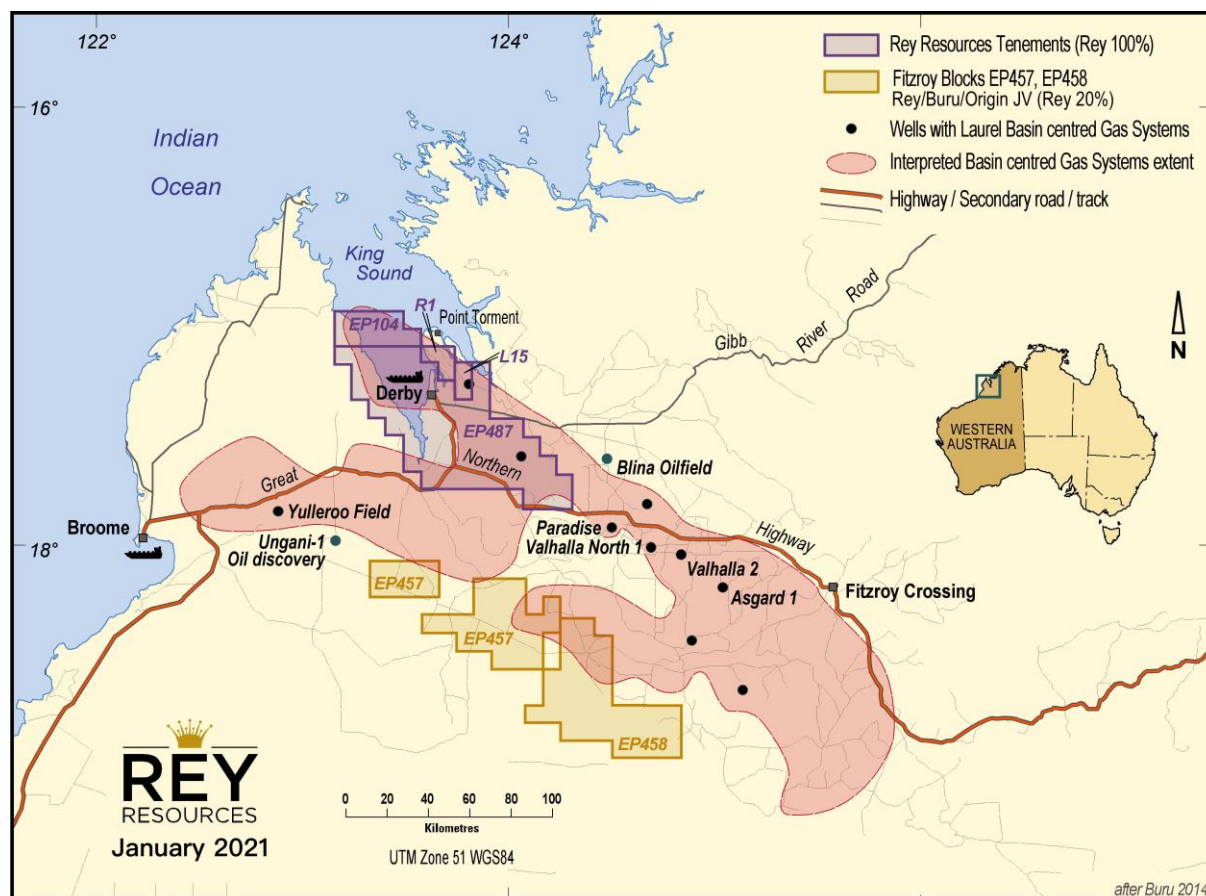 122°
124°
16°
18°
Rey Resources Tenements (Rey 100%)
Fitzroy Blocks EP457, EP458
Rey/Buru/Origin JV (Rey 20%)
Wells with Laurel Basin centred Gas Systems
Interpreted Basin centred Gas Systems extent
Highway / Secondary road / track
Indian
Ocean
King
Sound
R1
EP104
Point Torment
L15
Derby
EP487
Gibb
River
Road
N
WESTERN
AUSTRALIA
Great
Northern
Highway
Blina Oilfield
Yulleroo Field
Broome
Ungani-1
Oil discovery
Paradise
Valhalla North 1
Valhalla 2
Asgard 1
Fitzroy Crossing
EP457
EP457
EP458
REY
RESOURCES
January 2021
0 20 40 60 80 100
Kilometres
UTM Zone 51 WGS84
after Buru 2014